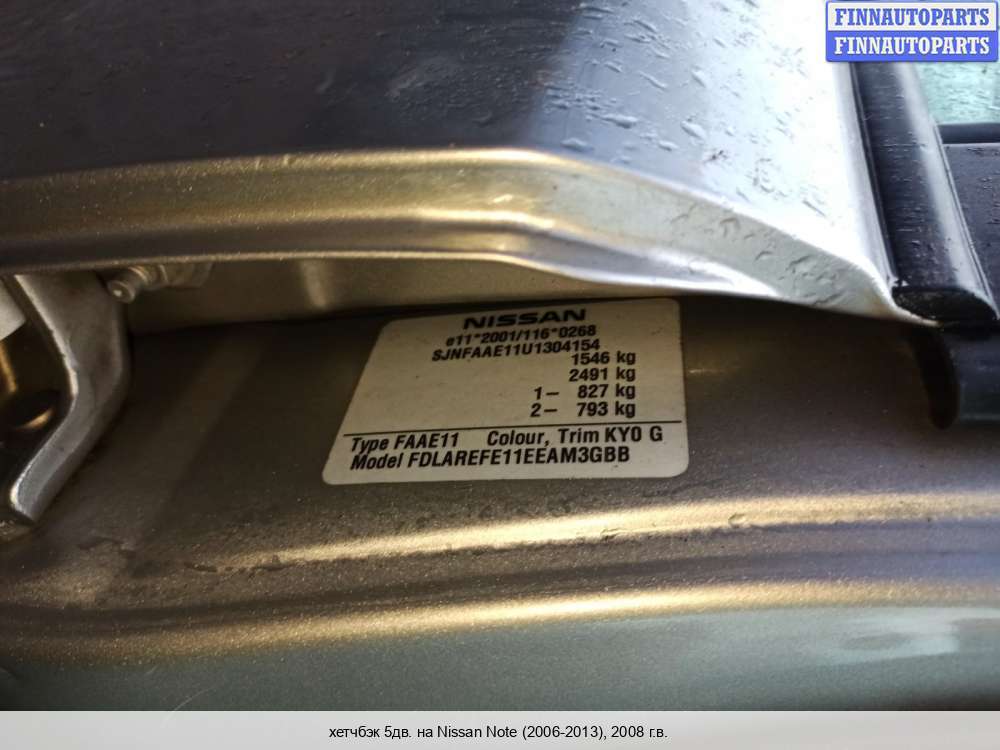 FINNAUTOPARTS
FINNAUTOPARTS
NISSAN
e11*2001/116*0268
SJNFAAE11U1304154
1546 kg
2491 kg
1– 827 kg
2– 793 kg
Type FAAE11 Colour, Trim KY0 G
Model FDLAREFE11EEAM3GBB
хетчбэк 5дв. на Nissan Note (2006-2013), 2008 г.в.